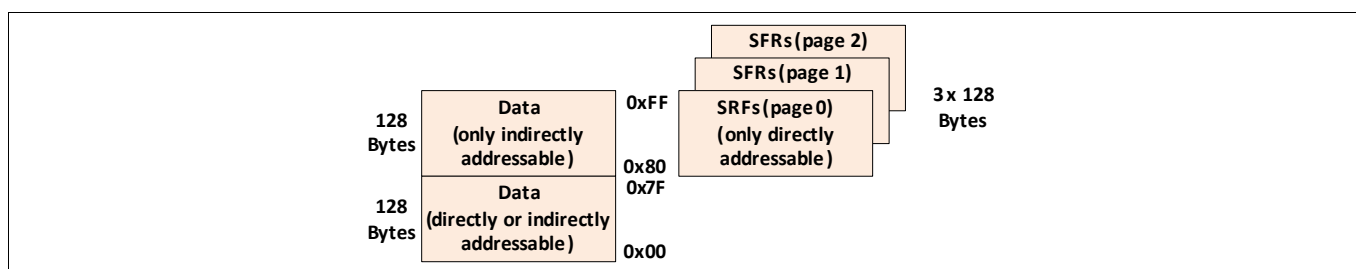 SFRs (page 2)
SFRs (page 1)
SRFs (page 0)
(only directly
addressable)
3 x 128
Bytes
0xFF
0x80
0x7F
0x00
128
Bytes
Data
(only indirectly
addressable)
128
Bytes
Data
(directly or indirectly
addressable)